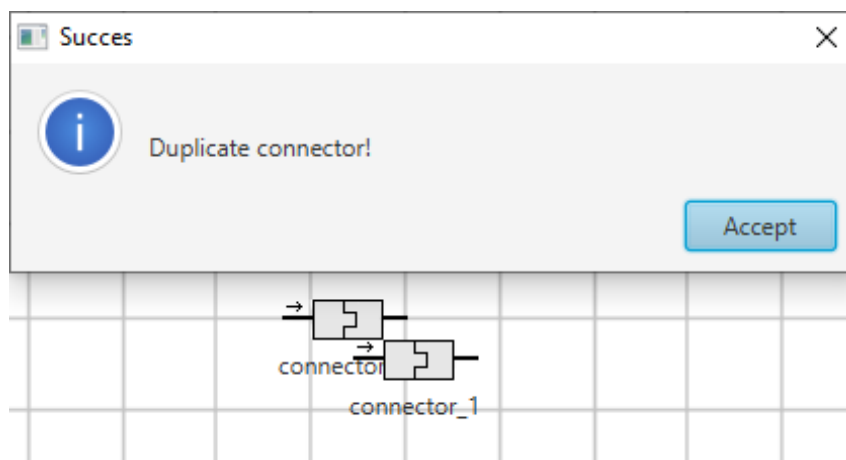 Succes
Duplicate connector!
Accept
connector
connector_1